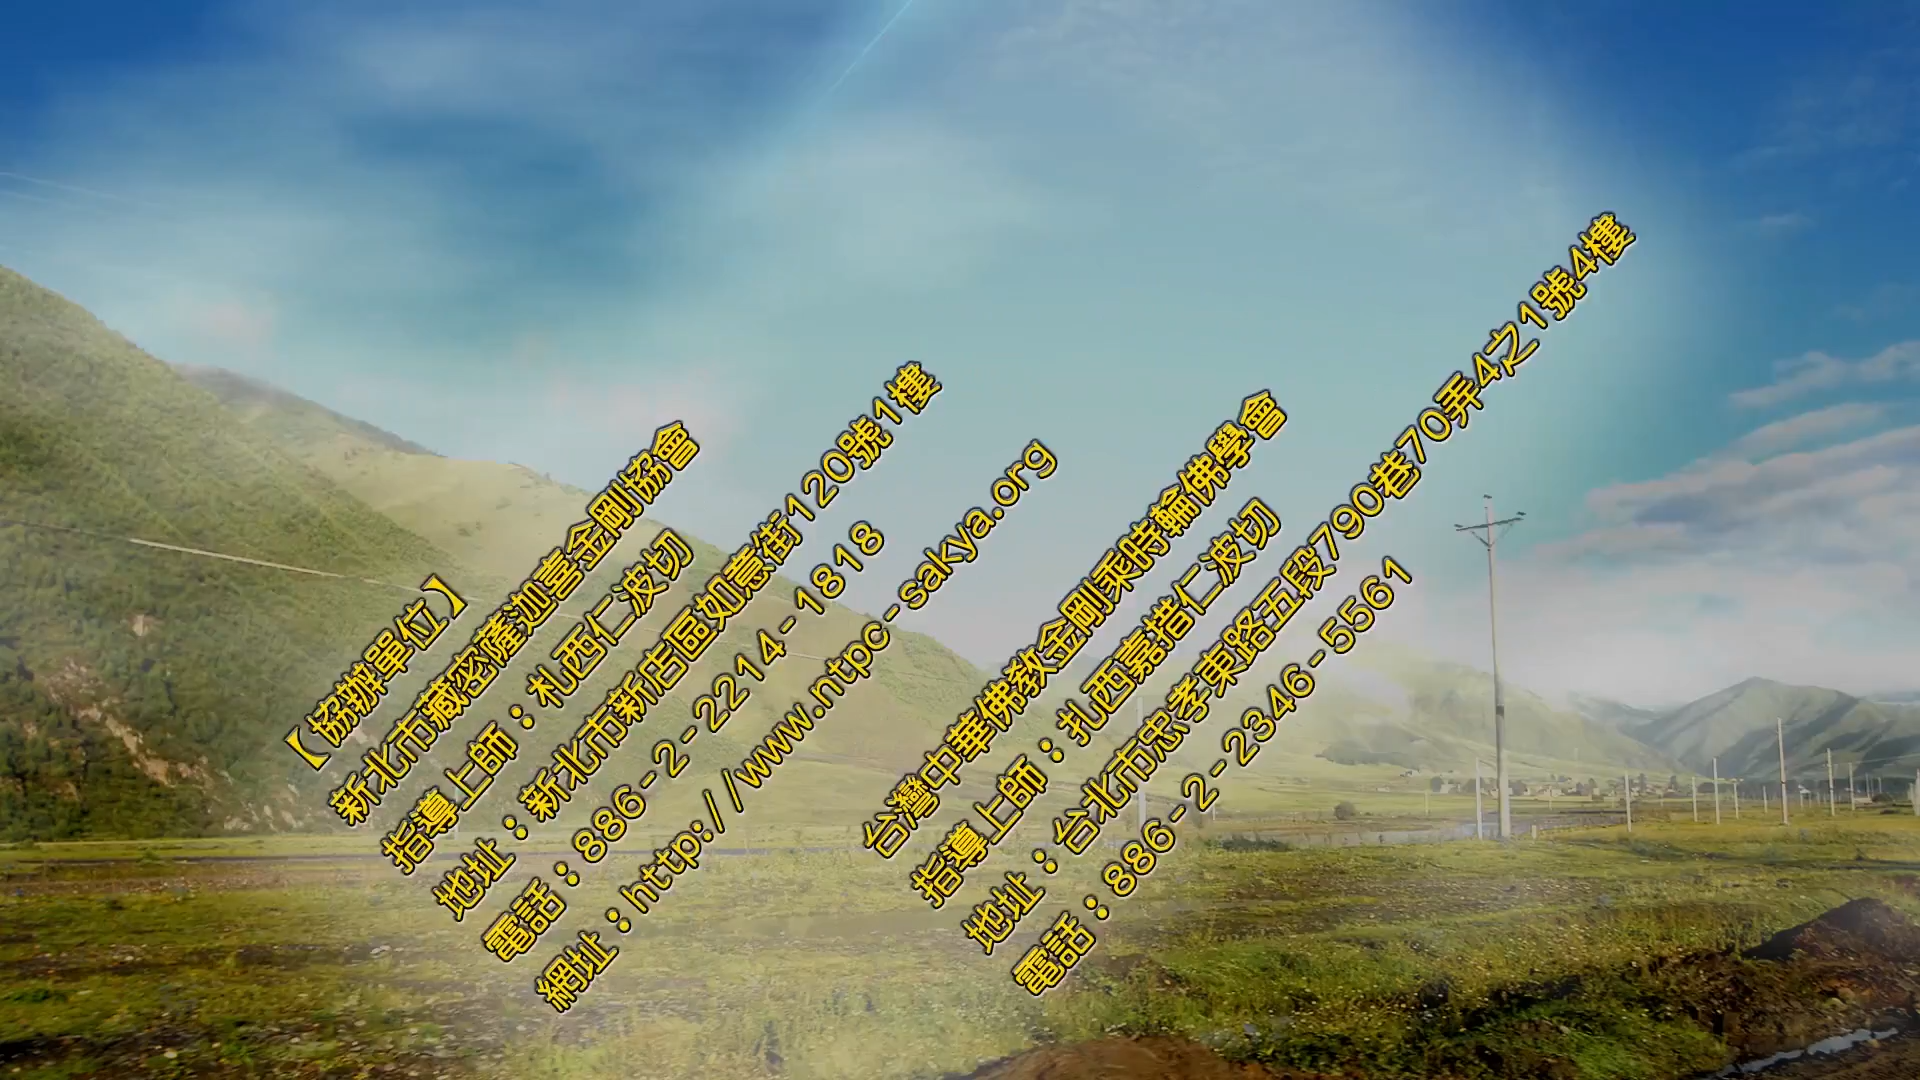 【協辦單位】
新北市藏密薩迦喜金剛協會
指導上師：札西仁波切
地址：新北市新店區如意街120號1樓
電話：886-2-2214-1818
網址：http://www.ntpc-sakya.org
台灣中華佛教金剛乘時輪佛學會
指導上師：扎西嘉措仁波切
地址：台北市忠孝東路五段790巷70弄4之1號4樓
電話：886-2-2346-5561